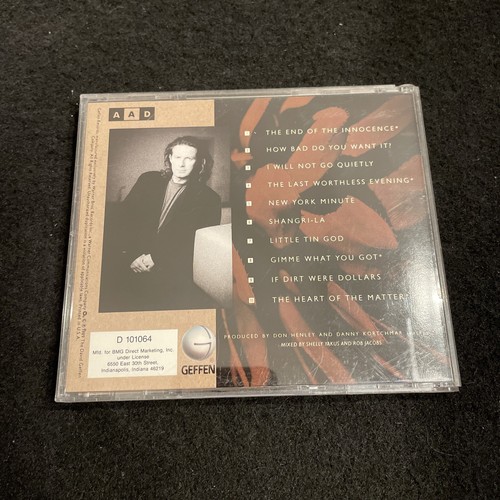 AAD
THE END OF THE INNOCENCE*
HOW BAD DO YOU WANT IT?
I WILL NOT GO QUIETLY
THE LAST WORTHLESS EVENING*
NEW YORK MINUTE
SHANGRI-LA
LITTLE TIN GOD
GIMME WHAT YOU GOT*
IF DIRT WERE DOLLARS
THE HEART OF THE MATTER*
PRODUCED BY DON HENLEY AND DANNY KORTCHMAR
MIXED BY SHELLY YAKUS AND ROB JACOBS
D 101064
Mfd. for BMG Direct Marketing, Inc.
under License
6550 East 30th Street,
Indianapolis, Indiana 46219
GEFFEN